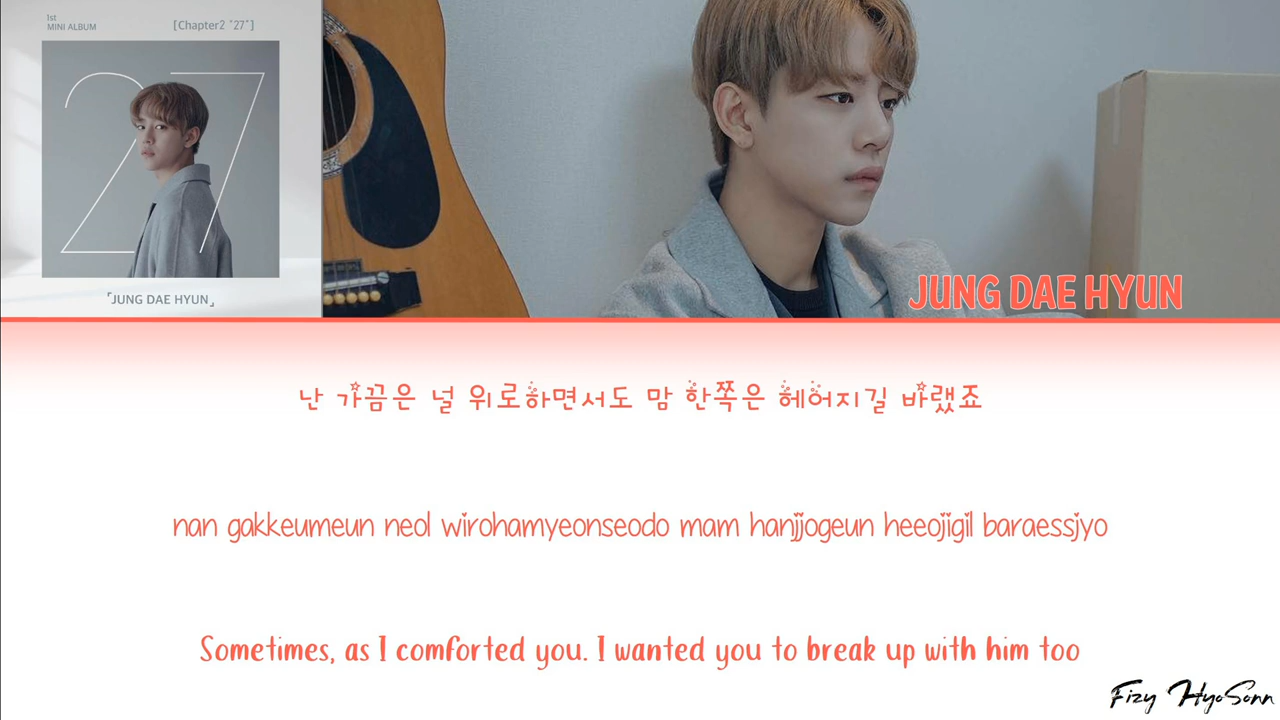 1st
MINI ALBUM
[Chapter2 "27"]
27
「JUNG DAE HYUN」
JUNG DAE HYUN
난 가끔은 널 위로하면서도 맘 한쪽은 헤어지길 바랬죠
nan gakkeumeun neol wirohamyeonseodo mam hanjjogeun heeojigil baraessjyo
Sometimes, as I comforted you. I wanted you to break up with him too
Fizy HyoSonn